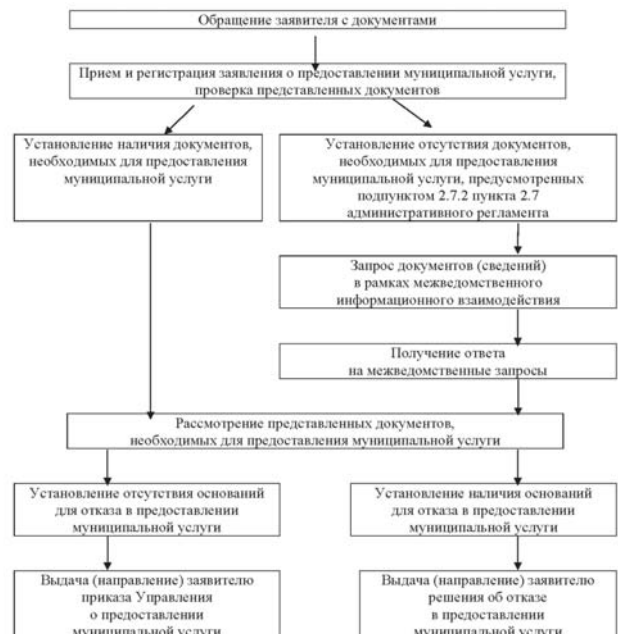 Обращение заявителя с документами
Прием и регистрация заявления о предоставлении муниципальной услуги,
проверка представленных документов
Установление наличия документов,
необходимых для предоставления
муниципальной услуги
Установление отсутствия документов,
необходимых для предоставления
муниципальной услуги, предусмотренных
подпунктом 2.7.2 пункта 2.7
административного регламента
Запрос документов (сведений)
в рамках межведомственного
информационного взаимодействия
Получение ответа
на межведомственные запросы
Рассмотрение представленных документов,
необходимых для предоставления муниципальной услуги
Установление отсутствия оснований
для отказа в предоставлении
муниципальной услуги
Установление наличия оснований
для отказа в предоставлении
муниципальной услуги
Выдача (направление) заявителю
приказа Управления
о предоставлении
муниципальной услуги
Выдача (направление) заявителю
решения об отказе
в предоставлении
муниципальной услуги